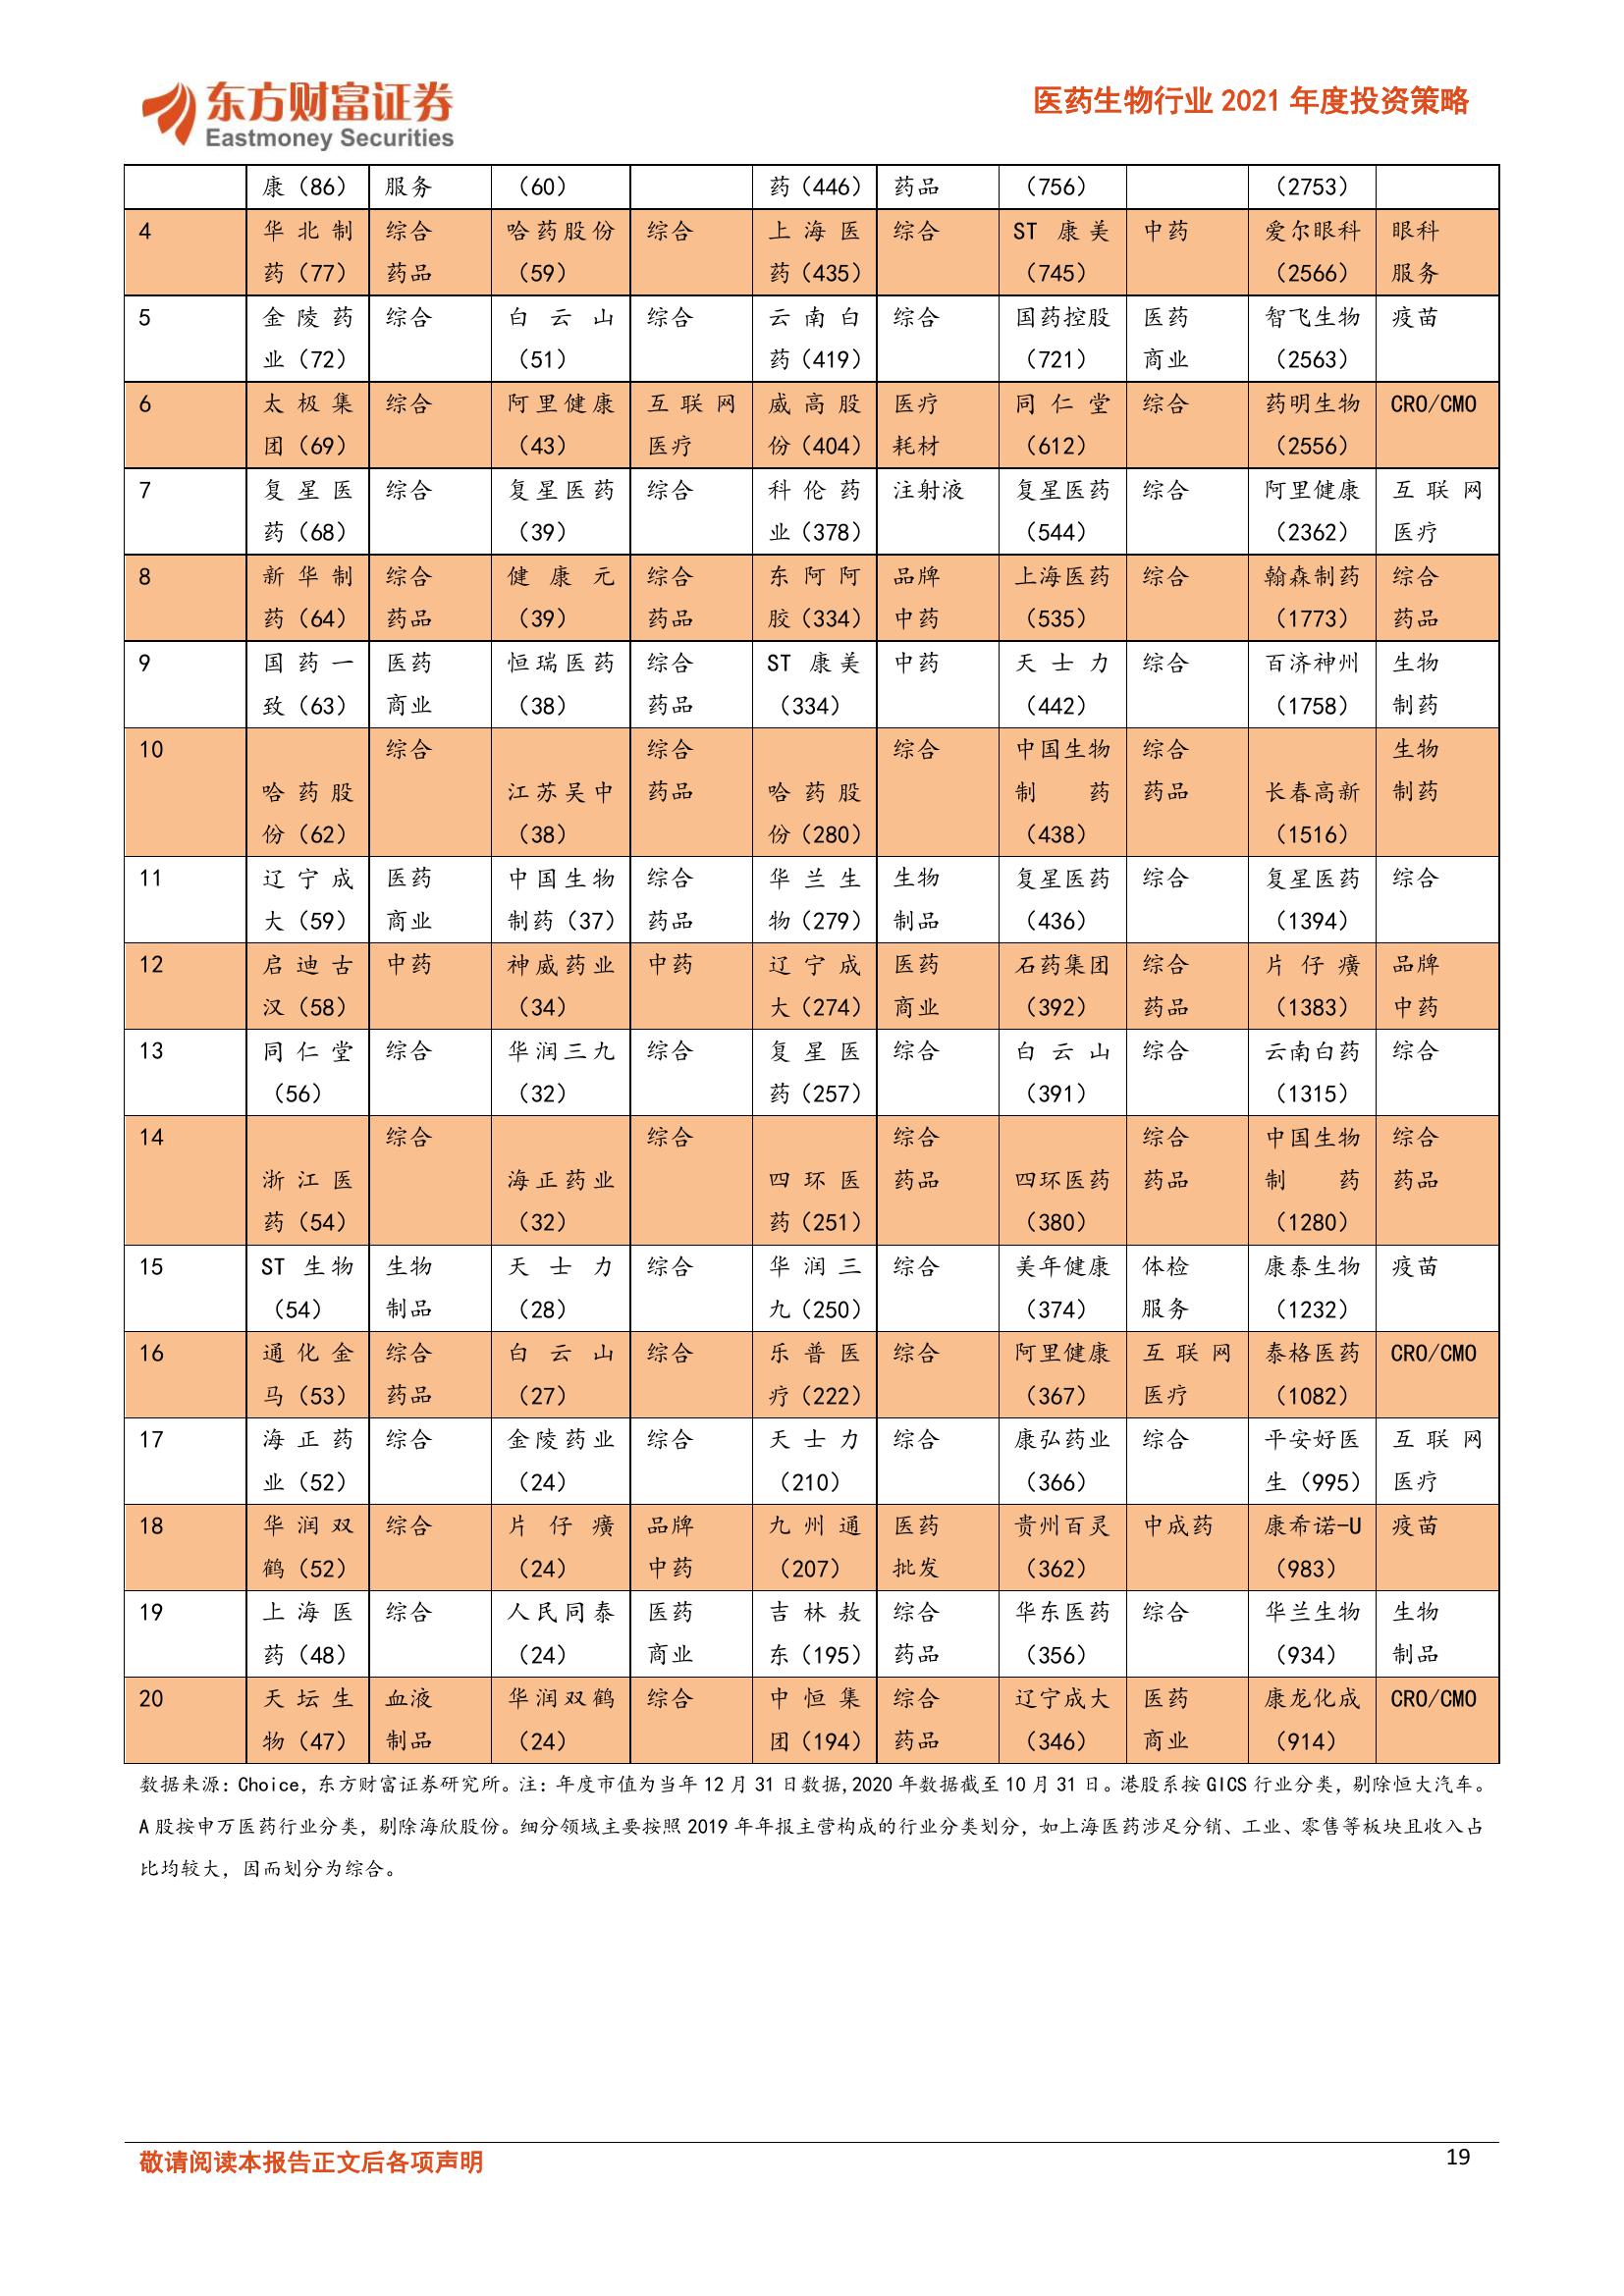 东方财富证券
Eastmoney Securities
医药生物行业 2021 年度投资策略
康（86） 服务 （60） 药（446） 药品 （756） （2753）
4 华北制 综合 哈药股份 综合 上海医 综合 ST 康美 中药 爱尔眼科 眼科
药（77） 药品 （59） 药（435） （745） （2566） 服务
5 金陵药 综合 白云山 综合 云南白 综合 国药控股 医药 智飞生物 疫苗
业（72） （51） 药（419） （721） 商业 （2563）
6 太极集 综合 阿里健康 互联网 威高股 医疗 同仁堂 综合 药明生物 CRO/CMO
团（69） （43） 医疗 份（404） 耗材 （612） （2556）
7 复星医 综合 复星医药 综合 科伦药 注射液 复星医药 综合 阿里健康 互联网
药（68） （39） 业（378） （544） （2362） 医疗
8 新华制 综合 健康元 综合 东阿阿 品牌 上海医药 综合 翰森制药 综合
药（64） 药品 （39） 药品 胶（334） 中药 （535） （1773） 药品
9 国药一 医药 恒瑞医药 综合 ST 康美 中药 天士力 综合 百济神州 生物
致（63） 商业 （38） 药品 （334） （442） （1758） 制药
10 综合 综合 综合 中国生物 综合 生物
哈药股 江苏吴中 药品 哈药股 制药 药品 长春高新 制药
份（62） （38） 份（280） （438） （1516）
11 辽宁成 医药 中国生物 综合 华兰生 生物 复星医药 综合 复星医药 综合
大（59） 商业 制药（37） 药品 物（279） 制品 （436） （1394）
12 启迪古 中药 神威药业 中药 辽宁成 医药 石药集团 综合 片仔癀 品牌
汉（58） （34） 大（274） 商业 （392） 药品 （1383） 中药
13 同仁堂 综合 华润三九 综合 复星医 综合 白云山 综合 云南白药 综合
（56） （32） 药（257） （391） （1315）
14 综合 综合 综合 综合 中国生物 综合
浙江医 海正药业 四环医 药品 四环医药 药品 制药 药品
药（54） （32） 药（251） （380） （1280）
15 ST 生物 生物 天士力 综合 华润三 综合 美年健康 体检 康泰生物 疫苗
（54） 制品 （28） 九（250） （374） 服务 （1232）
16 通化金 综合 白云山 综合 乐普医 综合 阿里健康 互联网 泰格医药 CRO/CMO
马（53） 药品 （27） 疗（222） （367） 医疗 （1082）
17 海正药 综合 金陵药业 综合 天士力 综合 康弘药业 综合 平安好医 互联网
业（52） （24） （210） （366） 生（995） 医疗
18 华润双 综合 片仔癀 品牌 九州通 医药 贵州百灵 中成药 康希诺-U 疫苗
鹤（52） （24） 中药 （207） 批发 （362） （983）
19 上海医 综合 人民同泰 医药 吉林敖 综合 华东医药 综合 华兰生物 生物
药（48） （24） 商业 东（195） 药品 （356） （934） 制品
20 天坛生 血液 华润双鹤 综合 中恒集 综合 辽宁成大 医药 康龙化成 CRO/CMO
物（47） 制品 （24） 团（194） 药品 （346） 商业 （914）
数据来源：Choice，东方财富证券研究所。注：年度市值为当年 12 月 31 日数据,2020 年数据截至 10 月 31 日。港股系按 GICS 行业分类，剔除恒大汽车。
A 股按申万医药行业分类，剔除海欣股份。细分领域主要按照 2019 年年报主营构成的行业分类划分，如上海医药涉足分销、工业、零售等板块且收入占
比均较大，因而划分为综合。
敬请阅读本报告正文后各项声明
19